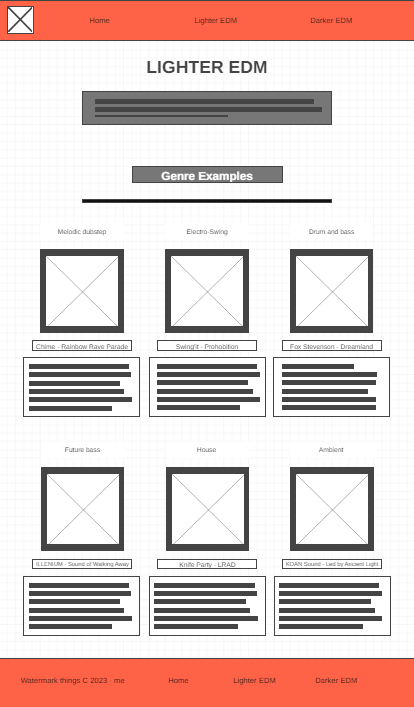 Home Lighter EDM Darker EDM
LIGHTER EDM
Genre Examples
Melodic dubstep Electro-Swing Drum and bass
Chime - Rainbow Rave Parade Swing'it - Prohobition Fox Stevenson - Dreamland
Future bass House Ambient
ILLENIUM - Sound of Walking Away Knife Party - LRAD KOAN Sound - Led by Ancient Light
Watermark things C 2023 - me Home Lighter EDM Darker EDM